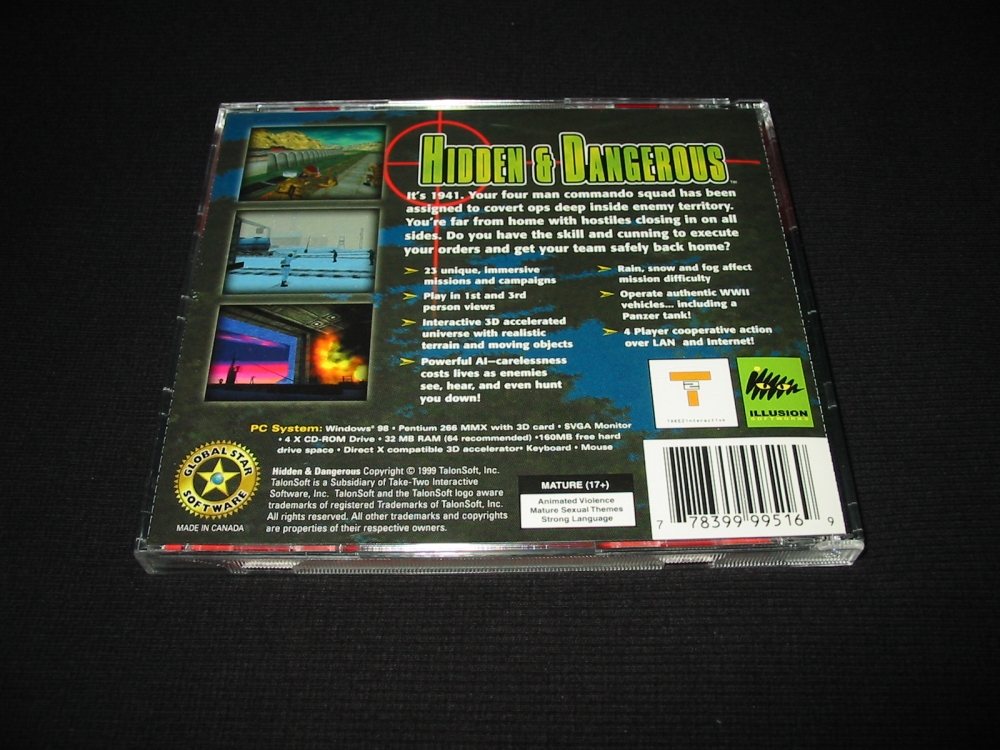 HIDDEN & DANGEROUS™
It's 1941. Your four man commando squad has been
assigned to covert ops deep inside enemy territory.
You're far from home with hostiles closing in on all
sides. Do you have the skill and cunning to execute
your orders and get your team safely back home?
23 unique, immersive
missions and campaigns
Play in 1st and 3rd
person views
Interactive 3D accelerated
universe with realistic
terrain and moving objects
Powerful AI—carelessness
costs lives as enemies
see, hear, and even hunt
you down!
Rain, snow and fog affect
mission difficulty
Operate authentic WWII
vehicles... including a
Panzer tank!
4 Player cooperative action
over LAN and Internet!
T2
Take2Interactive
ILLUSION
PC System: Windows® 98 • Pentium 266 MMX with 3D card • SVGA Monitor
• 4 X CD-ROM Drive • 32 MB RAM (64 recommended) •160MB free hard
drive space • Direct X compatible 3D accelerator• Keyboard • Mouse
GLOBAL STAR
SOFTWARE
MADE IN CANADA
Hidden & Dangerous Copyright © 1999 TalonSoft, Inc.
TalonSoft is a Subsidiary of Take-Two Interactive
Software, Inc. TalonSoft and the TalonSoft logo aware
trademarks of registered Trademarks of TalonSoft, Inc.
All rights reserved. All other trademarks and copyrights
are properties of their respective owners.
MATURE (17+)
Animated Violence
Mature Sexual Themes
Strong Language
7 78399 99516 9